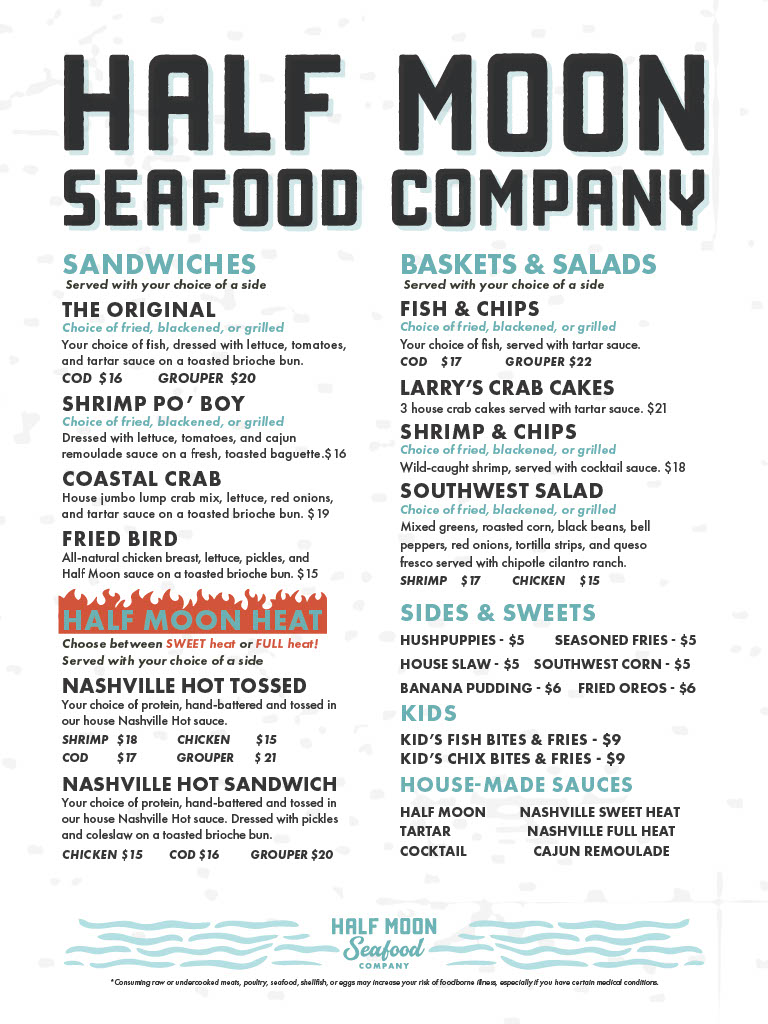 HALF MOON
SEAFOOD COMPANY
SANDWICHES
Served with your choice of a side
THE ORIGINAL
Choice of fried, blackened, or grilled
Your choice of fish, dressed with lettuce, tomatoes,
and tartar sauce on a toasted brioche bun.
COD $16 GROUPER $20
SHRIMP PO' BOY
Choice of fried, blackened, or grilled
Dressed with lettuce, tomatoes, and cajun
remoulade sauce on a fresh, toasted baguette.$16
COASTAL CRAB
House jumbo lump crab mix, lettuce, red onions,
and tartar sauce on a toasted brioche bun. $19
FRIED BIRD
All-natural chicken breast, lettuce, pickles, and
Half Moon sauce on a toasted brioche bun. $15
HALF MOON HEAT
Choose between SWEET heat or FULL heat!
Served with your choice of a side
NASHVILLE HOT TOSSED
Your choice of protein, hand-battered and tossed in
our house Nashville Hot sauce.
SHRIMP $18 CHICKEN $15
COD $17 GROUPER $21
NASHVILLE HOT SANDWICH
Your choice of protein, hand-battered and tossed in
our house Nashville Hot sauce. Dressed with pickles
and coleslaw on a toasted brioche bun.
CHICKEN $15 COD $16 GROUPER $20
BASKETS & SALADS
Served with your choice of a side
FISH & CHIPS
Choice of fried, blackened, or grilled
Your choice of fish, served with tartar sauce.
COD $17 GROUPER $22
LARRY'S CRAB CAKES
3 house crab cakes served with tartar sauce. $21
SHRIMP & CHIPS
Choice of fried, blackened, or grilled
Wild-caught shrimp, served with cocktail sauce. $18
SOUTHWEST SALAD
Choice of fried, blackened, or grilled
Mixed greens, roasted corn, black beans, bell
peppers, red onions, tortilla strips, and queso
fresco served with chipotle cilantro ranch.
SHRIMP $17 CHICKEN $15
SIDES & SWEETS
HUSHPUPPIES - $5 SEASONED FRIES - $5
HOUSE SLAW - $5 SOUTHWEST CORN - $5
BANANA PUDDING - $6 FRIED OREOS - $6
KIDS
KID'S FISH BITES & FRIES - $9
KID'S CHIX BITES & FRIES - $9
HOUSE-MADE SAUCES
HALF MOON NASHVILLE SWEET HEAT
TARTAR NASHVILLE FULL HEAT
COCKTAIL CAJUN REMOULADE
HALF MOON
Seafood
COMPANY
*Consuming raw or undercooked meats, poultry, seafood, shellfish, or eggs may increase your risk of foodborne illness, especially if you have certain medical conditions.